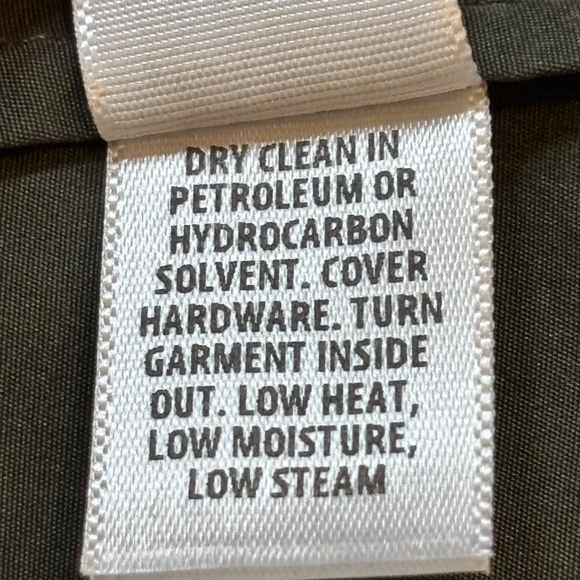 DRY CLEAN IN
PETROLEUM OR
HYDROCARBON
SOLVENT. COVER
HARDWARE. TURN
GARMENT INSIDE
OUT. LOW HEAT,
LOW MOISTURE,
LOW STEAM